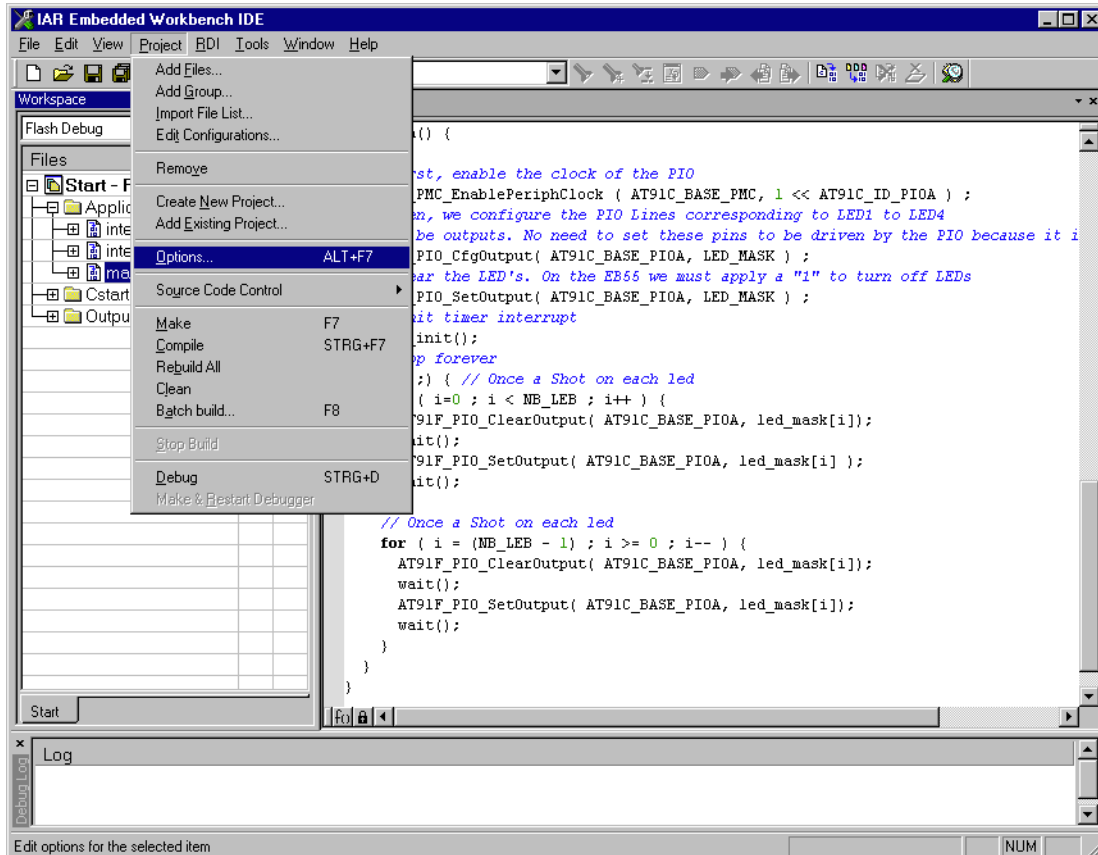 IAR Embedded Workbench IDE
File Edit View Project RDI Tools Window Help
Workspace
Flash Debug
Files
Start - F
Applic
inte
inte
ma
Cstart
Outpu
Start
Add Files...
Add Group...
Import File List...
Edit Configurations...
Remove
Create New Project...
Add Existing Project...
Options... ALT+F7
Source Code Control
Make F7
Compile STRG+F7
Rebuild All
Clean
Batch build... F8
Stop Build
Debug STRG+D
Make & Restart Debugger
() {
rst, enable the clock of the PIO
PMC_EnablePeriphClock ( AT91C_BASE_PMC, 1 << AT91C_ID_PIOA ) ;
en, we configure the PIO Lines corresponding to LED1 to LED4
be outputs. No need to set these pins to be driven by the PIO because it i
PIO_CfgOutput( AT91C_BASE_PIOA, LED_MASK ) ;
ear the LED's. On the EB55 we must apply a "1" to turn off LEDs
PIO_SetOutput( AT91C_BASE_PIOA, LED_MASK ) ;
it timer interrupt
init();
op forever
;) { // Once a Shot on each led
( i=0 ; i < NB_LEB ; i++ ) {
T91F_PIO_ClearOutput( AT91C_BASE_PIOA, led_mask[i]);
it();
T91F_PIO_SetOutput( AT91C_BASE_PIOA, led_mask[i] );
it();
// Once a Shot on each led
for ( i = (NB_LEB - 1) ; i >= 0 ; i-- ) {
AT91F_PIO_ClearOutput( AT91C_BASE_PIOA, led_mask[i]);
wait();
AT91F_PIO_SetOutput( AT91C_BASE_PIOA, led_mask[i]);
wait();
}
}
}
fo
Log
Debug Log
Edit options for the selected item
NUM